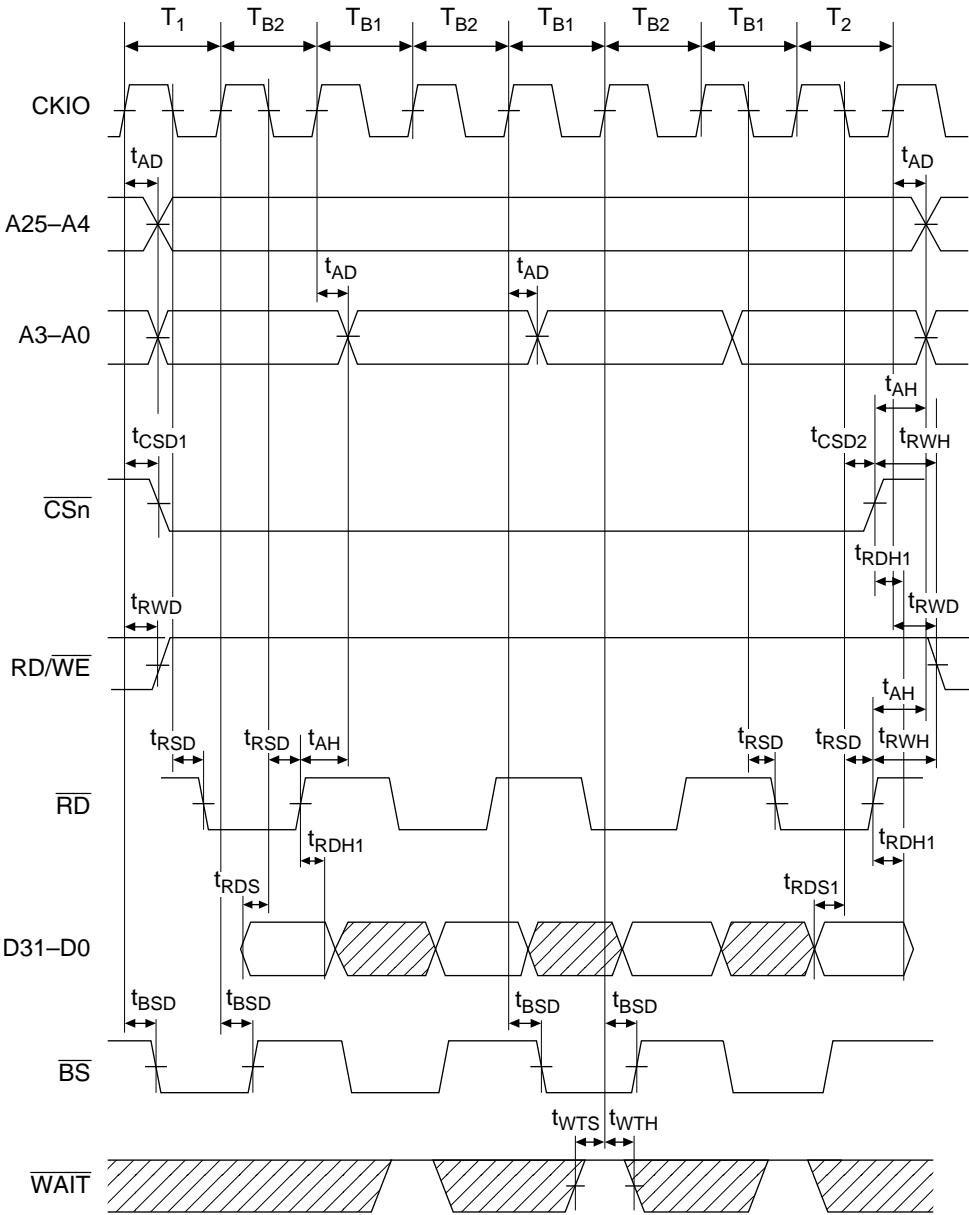 T1 TB2 TB1 TB2 TB1 TB2 TB1 T2
CKIO
tAD tAD
A25–A4
tAD tAD
A3–A0
tAH
tCSD1 tCSD2 tRWH
CSn
tRDH1
tRWD tRWD
RD/WE
tAH
tRSD tRSD tAH tRSD tRSD tRWH
RD
tRDH1 tRDH1
tRDS tRDS1
D31–D0
tBSD tBSD tBSD tBSD
BS
tWTS tWTH
WAIT